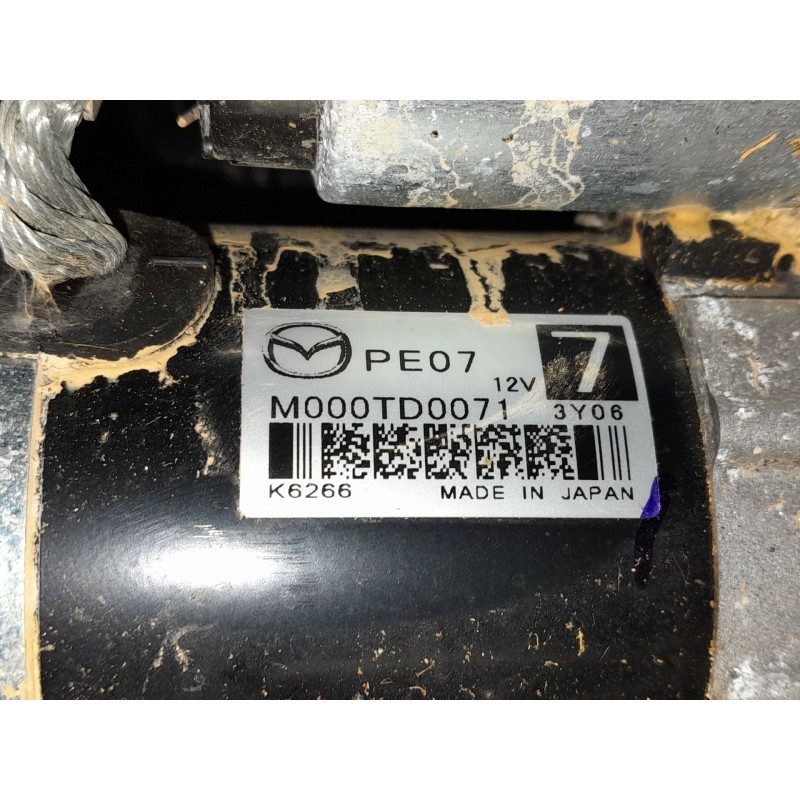 PE07 12V 7
M000TD0071 3Y06
K6266 MADE IN JAPAN